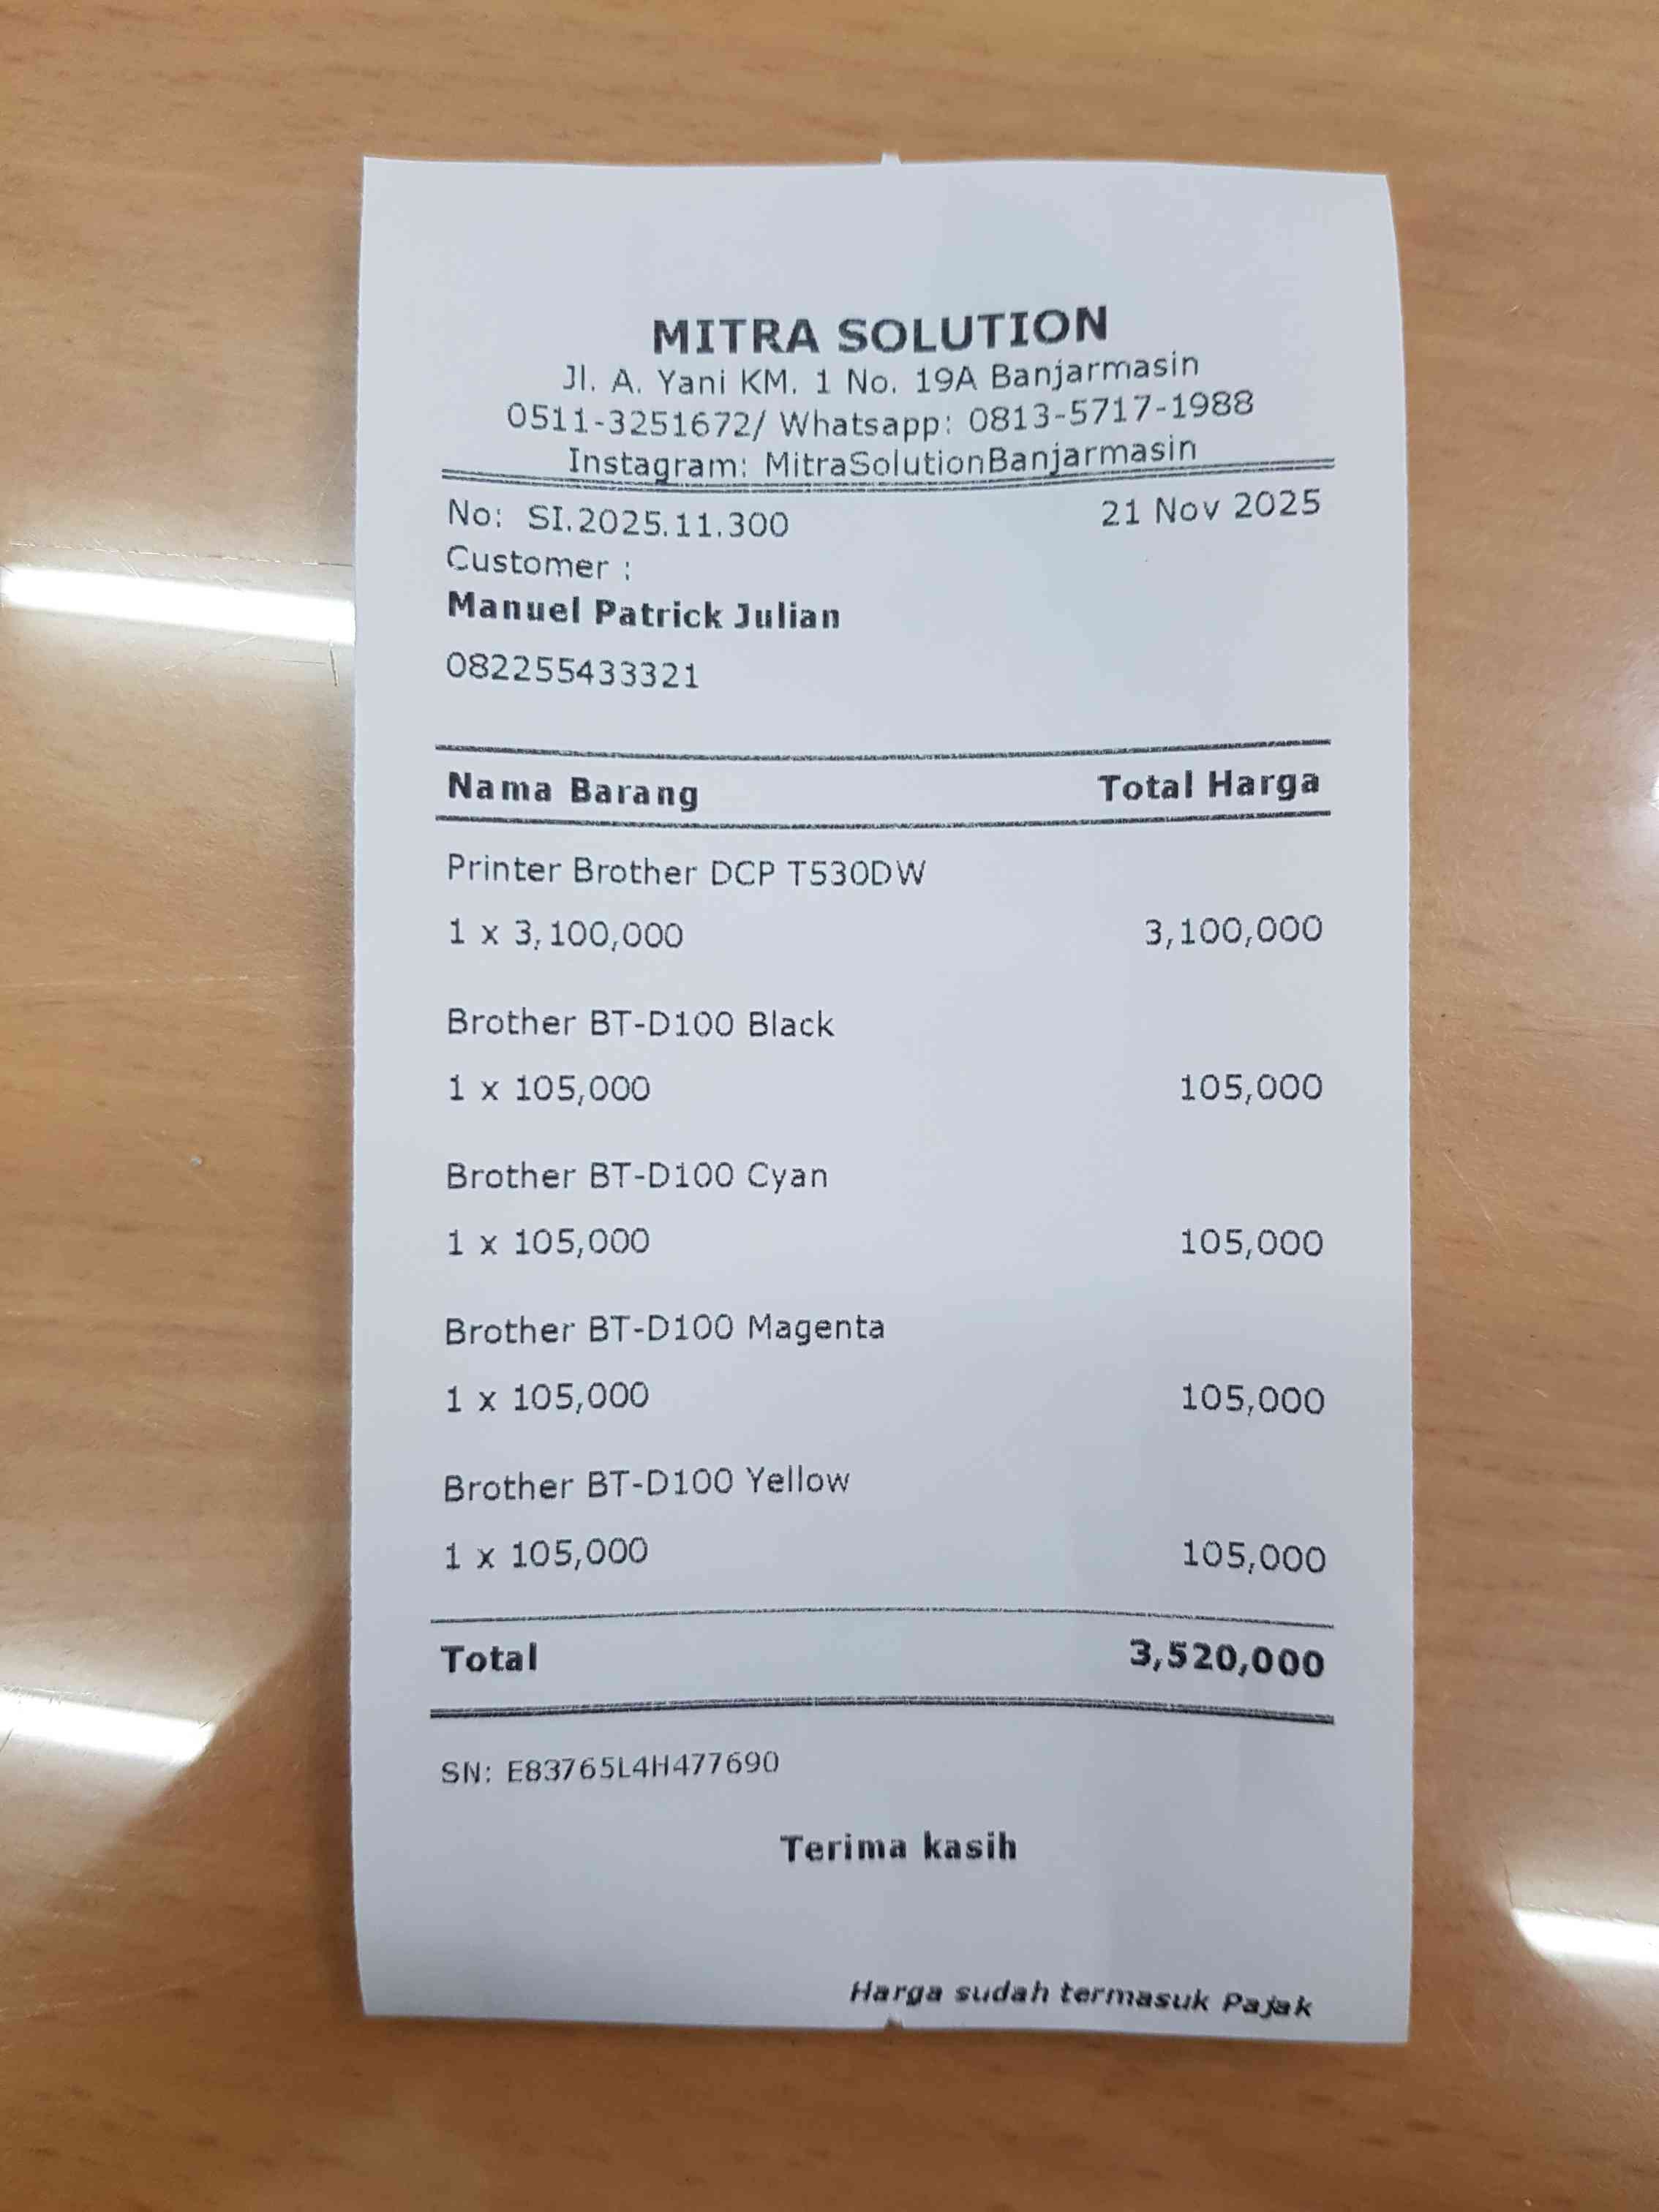 MITRA SOLUTION
Jl. A. Yani KM. 1 No. 19A Banjarmasin
0511-3251672/ Whatsapp: 0813-5717-1988
Instagram: MitraSolutionBanjarmasin
No: SI.2025.11.300 21 Nov 2025
Customer :
Manuel Patrick Julian
082255433321
Nama Barang Total Harga
Printer Brother DCP T530DW
1 x 3,100,000 3,100,000
Brother BT-D100 Black
1 x 105,000 105,000
Brother BT-D100 Cyan
1 x 105,000 105,000
Brother BT-D100 Magenta
1 x 105,000 105,000
Brother BT-D100 Yellow
1 x 105,000 105,000
Total 3,520,000
SN: E83765L4H477690
Terima kasih
Harga sudah termasuk Pajak